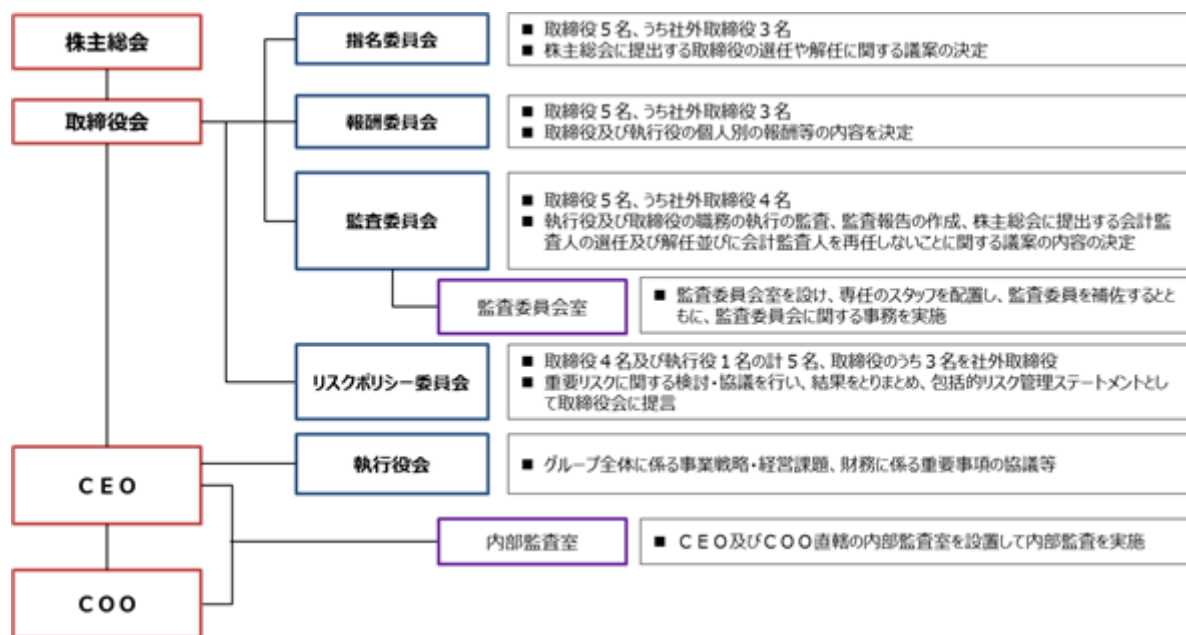 株主総会
取締役会
指名委員会
■ 取締役５名、うち社外取締役３名
■ 株主総会に提出する取締役の選任や解任に関する議案の決定
報酬委員会
■ 取締役５名、うち社外取締役３名
■ 取締役及び執行役の個人別の報酬等の内容を決定
監査委員会
■ 取締役５名、うち社外取締役４名
■ 執行役及び取締役の職務の執行の監査、監査報告の作成、株主総会に提出する会計監
査人の選任及び解任並びに会計監査人を再任しないことに関する議案の内容の決定
監査委員会室
■ 監査委員会室を設け、専任のスタッフを配置し、監査委員を補佐するとと
もに、監査委員会に関する事務を実施
リスクポリシー委員会
■ 取締役４名及び執行役１名の計５名、取締役のうち３名を社外取締役
■ 重要リスクに関する検討・協議を行い、結果をとりまとめ、包括的リスク管理ステートメントとし
て取締役会に提言
CEO
執行役会
■ グループ全体に係る事業戦略・経営課題、財務に係る重要事項の協議等
内部監査室
■ ＣＥＯ及びＣＯＯ直轄の内部監査室を設置して内部監査を実施
COO